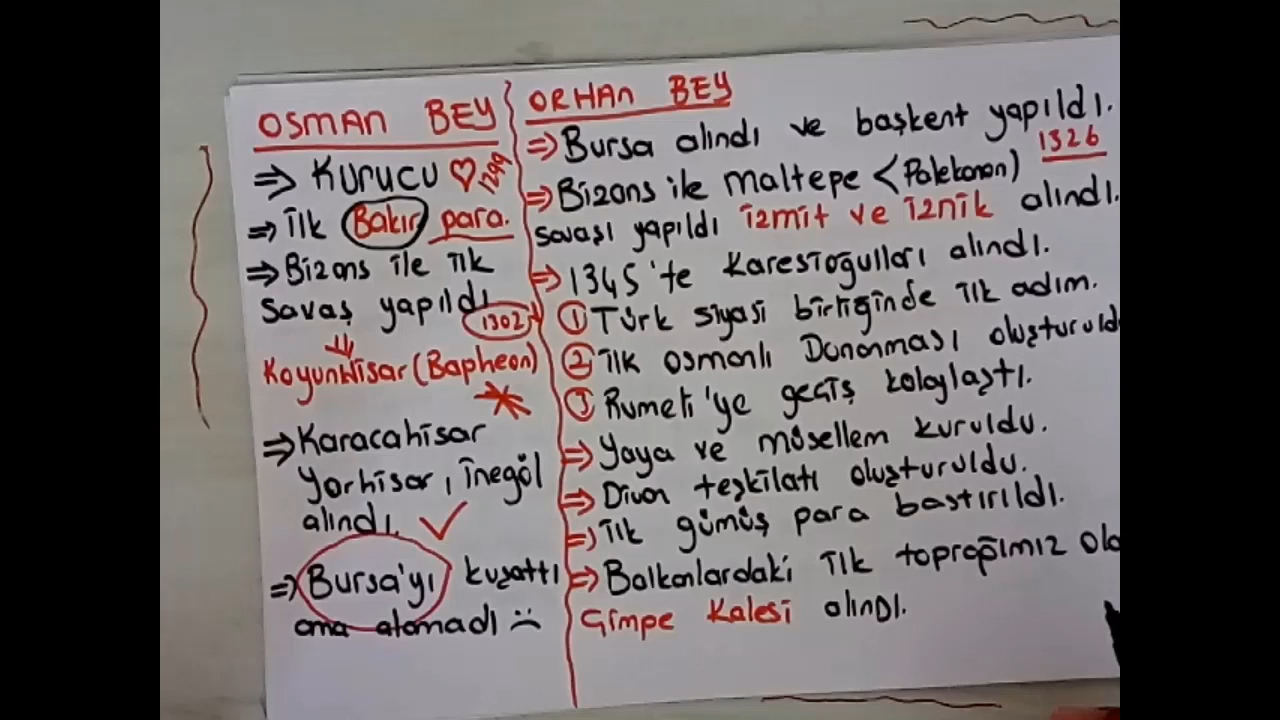 OSMAN BEY
⇒ Kurucu ♡ 1299
⇒ İlk Bakır para.
⇒ Bizans ile ilk
savaş yapıldı
1302
Koyunhisar (Bapheon)
⇒ Karacahisar
Yarhisar, İnegöl
alındı.
⇒ Bursa'yı kuşattı
ama alamadı :(
ORHAN BEY
⇒ Bursa alındı ve başkent yapıldı.
1326
⇒ Bizans ile Maltepe (Palekanon)
savaşı yapıldı İzmit ve İznik alındı.
⇒ 1345'te Karesioğulları alındı.
① Türk siyasi birliğinde ilk adım.
② İlk Osmanlı Donanması oluşturuld
③ Rumeli'ye geçiş kolaylaştı.
⇒ Yaya ve müsellem kuruldu.
⇒ Divan teşkilatı oluşturuldu.
⇒ İlk gümüş para bastırıldı.
⇒ Balkanlardaki ilk toprağımız ola
Çimpe Kalesi alındı.